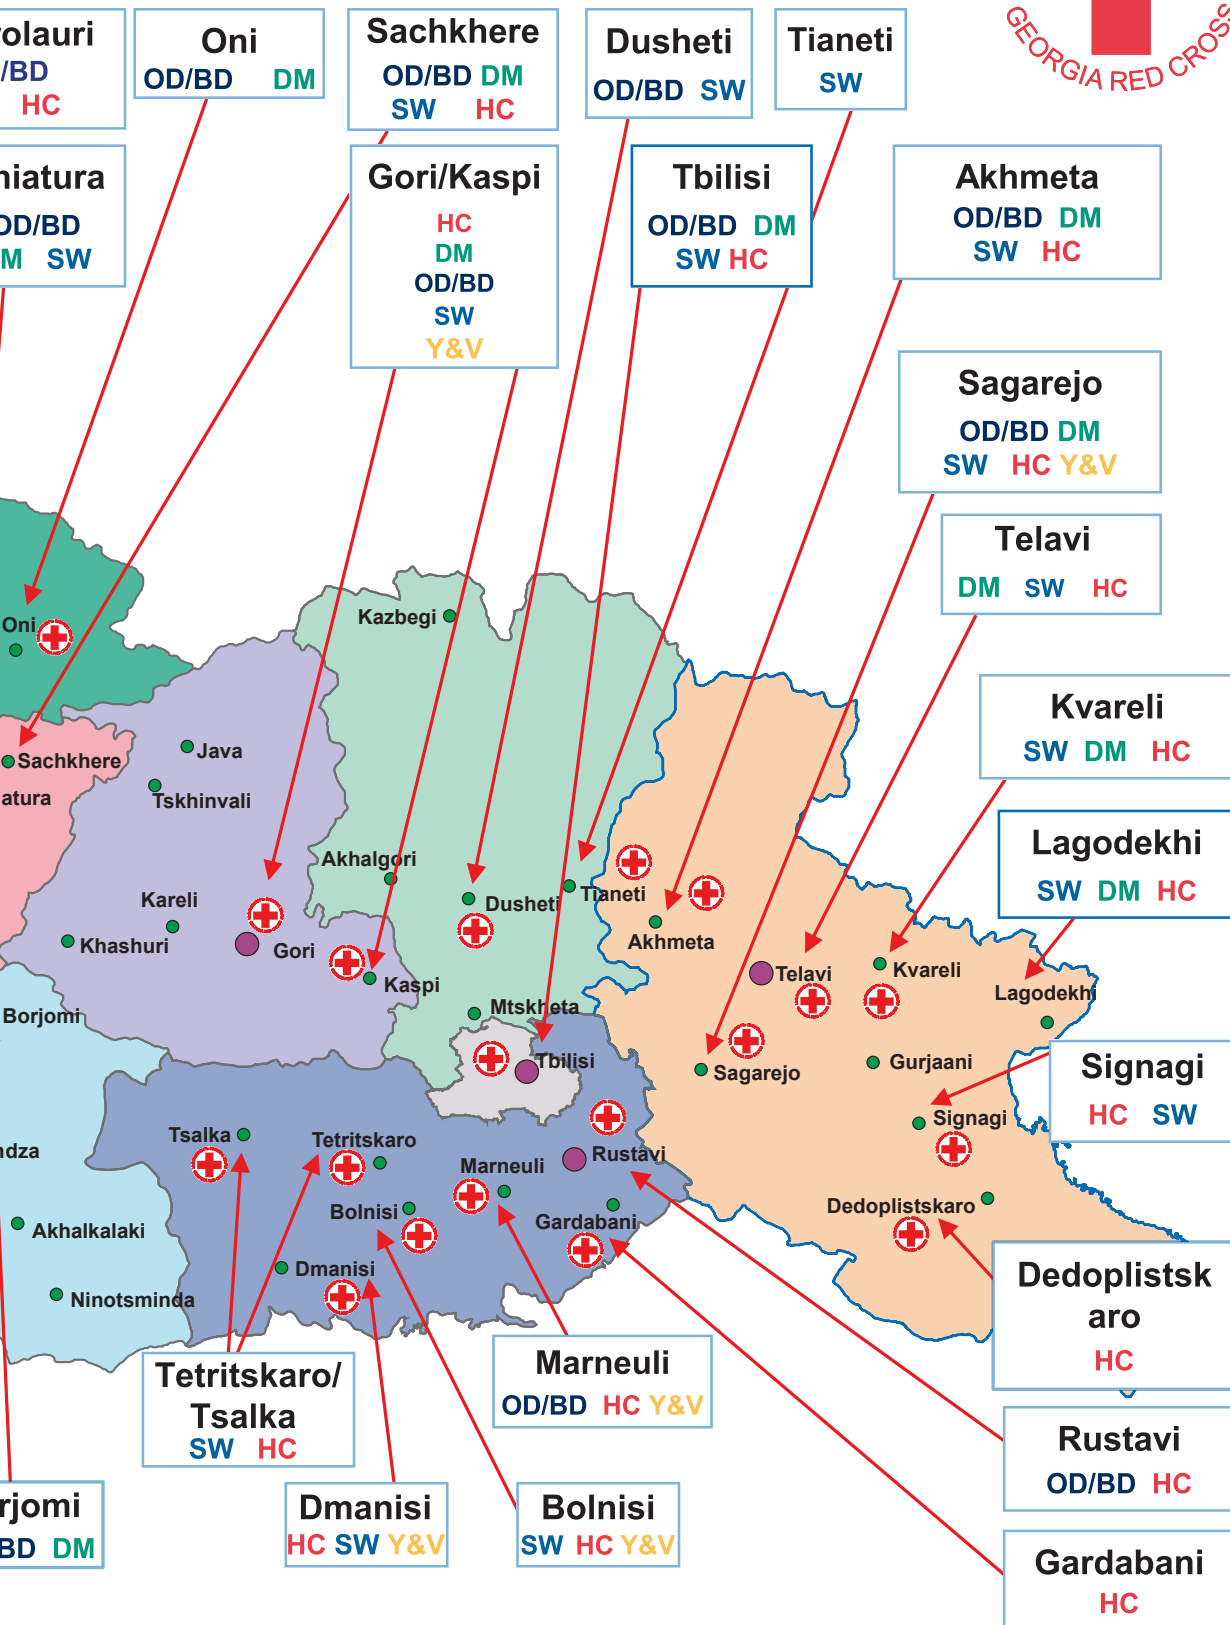 GEORGIA RED CROSS
volauri
/BD
HC
Oni
OD/BD DM
Sachkhere
OD/BD DM
SW HC
Dusheti
OD/BD SW
Tianeti
SW
hiatura
OD/BD
M SW
Gori/Kaspi
HC
DM
OD/BD
SW
Y&V
Tbilisi
OD/BD DM
SW HC
Akhmeta
OD/BD DM
SW HC
Sagarejo
OD/BD DM
SW HC Y&V
Telavi
DM SW HC
Kvareli
SW DM HC
Lagodekhi
SW DM HC
Oni
Kazbegi
Sachkhere
atura
Java
Tskhinvali
Akhalgori
Kareli
Khashuri
Gori
Kaspi
Dusheti
Tianeti
Akhmeta
Telavi
Kvareli
Lagodekhi
Borjomi
Mtskheta
Tbilisi
Sagarejo
Gurjaani
Signagi
Signagi
HC SW
ndza
Tsalka
Tetritskaro
Marneuli
Rustavi
Bolnisi
Gardabani
Dedoplistskaro
Akhalkalaki
Dmanisi
Ninotsminda
Dedoplistsk
aro
HC
Tetritskaro/
Tsalka
SW HC
Marneuli
OD/BD HC Y&V
Rustavi
OD/BD HC
rjomi
BD DM
Dmanisi
HC SW Y&V
Bolnisi
SW HC Y&V
Gardabani
HC